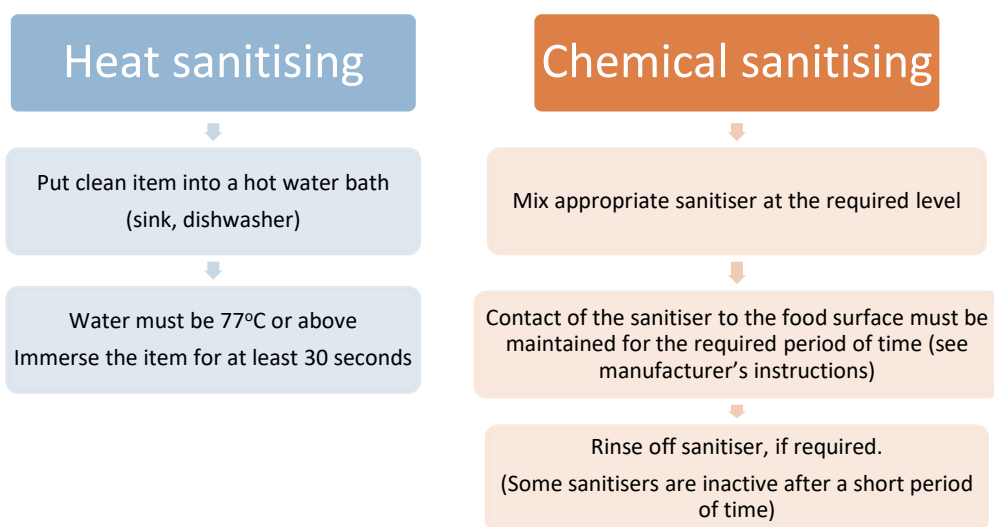 Heat sanitising
Put clean item into a hot water bath
(sink, dishwasher)
Water must be 77°C or above
Immerse the item for at least 30 seconds
Chemical sanitising
Mix appropriate sanitiser at the required level
Contact of the sanitiser to the food surface must be
maintained for the required period of time (see
manufacturer’s instructions)
Rinse off sanitiser, if required.
(Some sanitisers are inactive after a short period
of time)